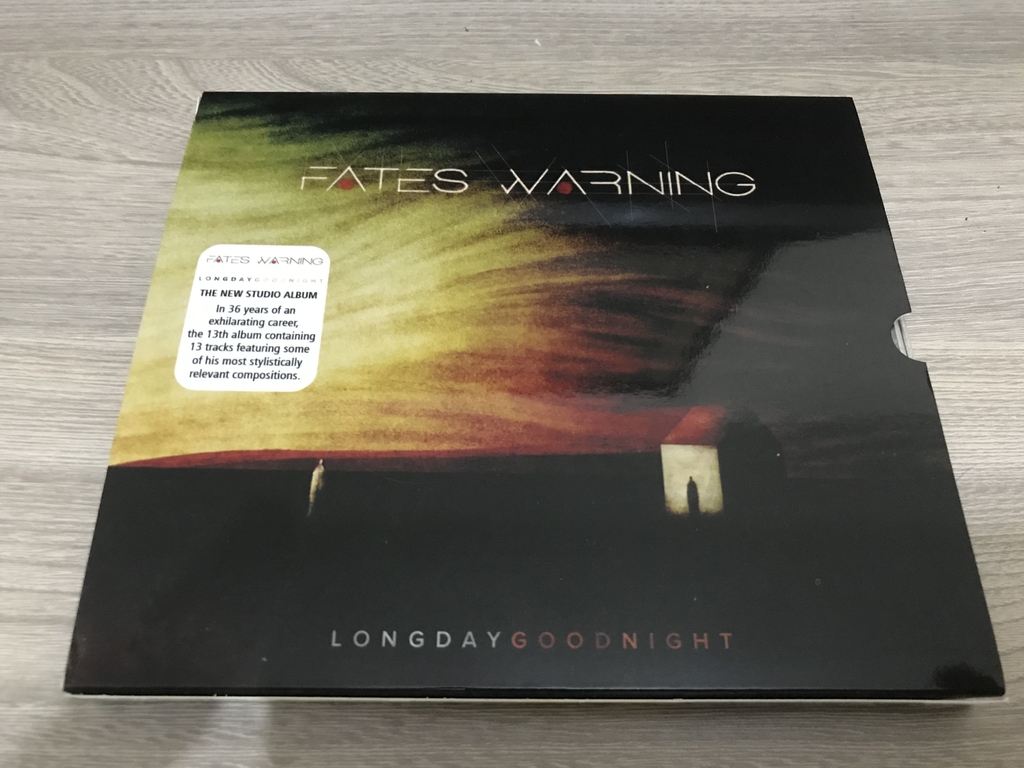 FATES WARNING
FATES WARNING
LONGDAYGOODNIGHT
THE NEW STUDIO ALBUM
In 36 years of an
exhilarating career,
the 13th album containing
13 tracks featuring some
of his most stylistically
relevant compositions.
LONGDAYGOODNIGHT